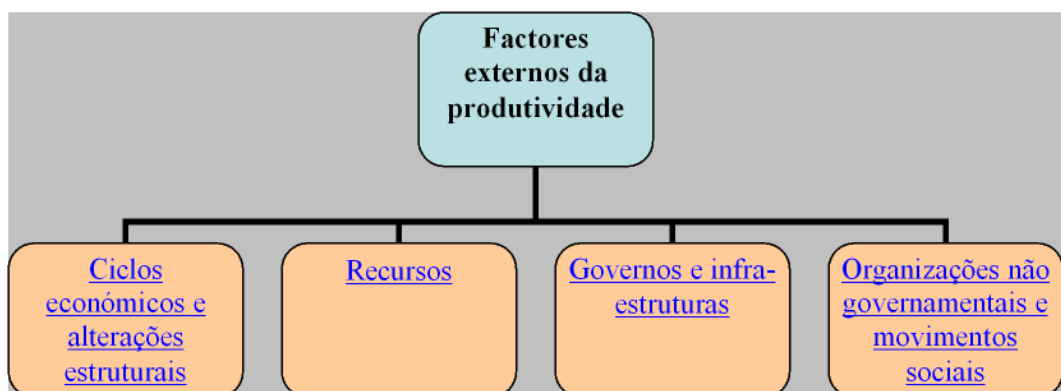 Factores
externos da
produtividade
Ciclos
económicos e
alterações
estruturais
Recursos
Governos e infra-
estruturas
Organizações não
governamentais e
movimentos
sociais